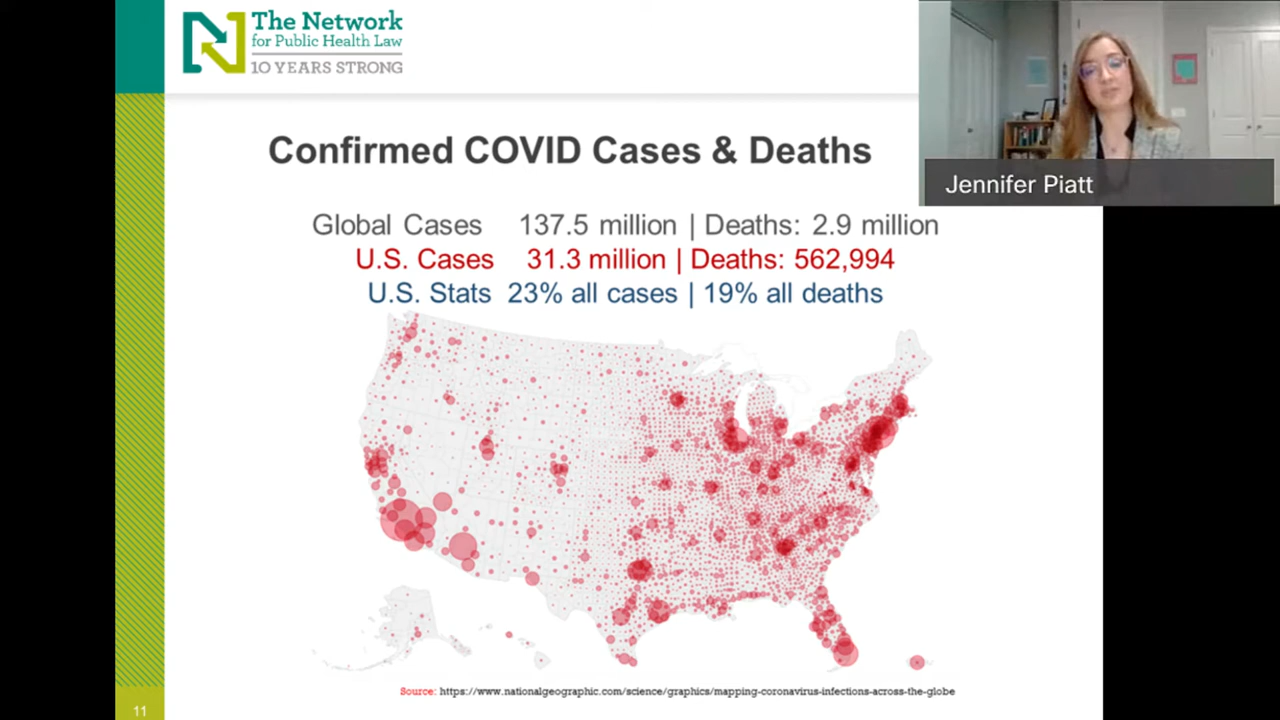 The Network
for Public Health Law
10 YEARS STRONG
Jennifer Piatt
Confirmed COVID Cases & Deaths
Global Cases 137.5 million | Deaths: 2.9 million
U.S. Cases 31.3 million | Deaths: 562,994
U.S. Stats 23% all cases | 19% all deaths
Source: https://www.nationalgeographic.com/science/graphics/mapping-coronavirus-infections-across-the-globe
11